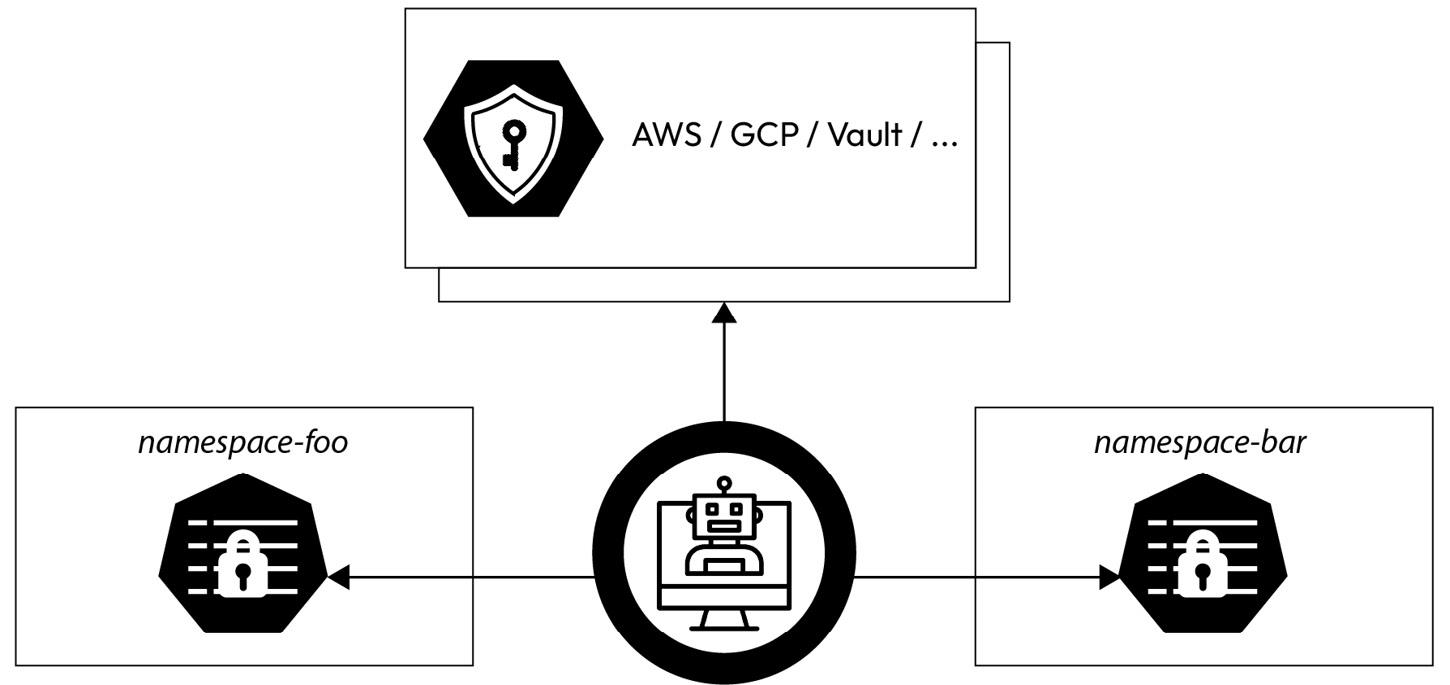 AWS / GCP / Vault / ...
namespace-foo
namespace-bar